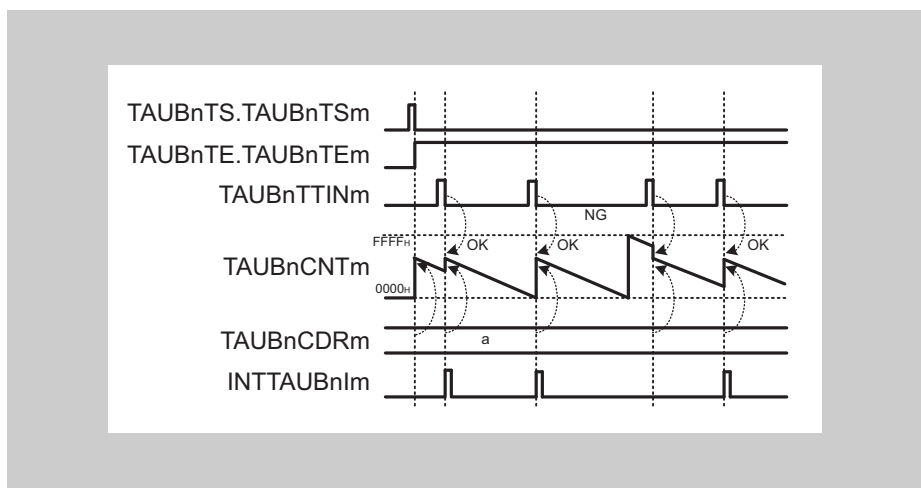 TAUBnTS.TAUBnTSm
TAUBnTE.TAUBnTEm
TAUBnTTINm
NG
FFFFH
OK
OK
OK
TAUBnCNTm
0000H
TAUBnCDRm
a
INTTAUBnIm